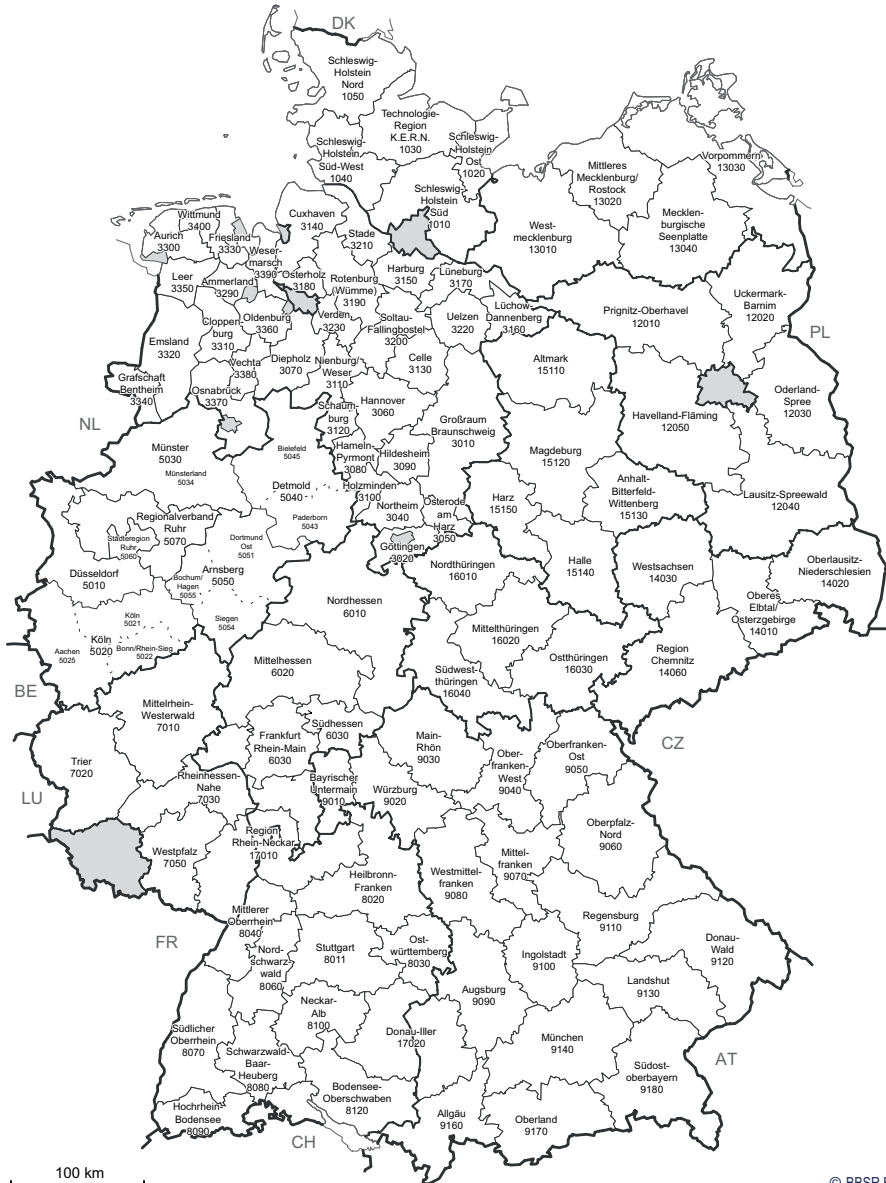 DK
Schleswig-
Holstein
Nord
1050
Technologie-
Region
K.E.R.N.
1030
Schleswig-
Holstein
Ost
1020
Schleswig-
Holstein
Süd-West
1040
Schleswig-
Holstein
Süd
1010
Vorpommern
13030
Mittleres
Mecklenburg/
Rostock
13020
Mecklen-
burgische
Seenplatte
13040
West-
mecklenburg
13010
Wittmund
3400
Aurich
3300
Friesland
3330
Cuxhaven
3140
Stade
3210
Weser-
marsch
3390
Osterholz
3180
Leer
3350
Ammerland
3290
Rotenburg
(Wümme)
3190
Harburg
3150
Lüneburg
3170
Cloppen-
burg
3310
Oldenburg
3360
Verden
3230
Soltau-
Fallingbostel
3200
Uelzen
3220
Lüchow-
Dannenberg
3160
Prignitz-Oberhavel
12010
Uckermark-
Barnim
12020
PL
Emsland
3320
Vechta
3380
Diepholz
3070
Nienburg/
Weser
3110
Celle
3130
Altmark
15110
Grafschaft
Bentheim
3340
Osnabrück
3370
NL
Schaum-
burg
3120
Hannover
3060
Großraum
Braunschweig
3010
Havelland-Fläming
12050
Oderland-
Spree
12030
Münster
5030
Münsterland
5034
Bielefeld
5045
Hameln-
Pyrmont
3080
Hildesheim
3090
Magdeburg
15120
Detmold
5040
Paderborn
5043
Holzminden
3100
Northeim
3040
Osterode
am
Harz
3050
Harz
15150
Anhalt-
Bitterfeld-
Wittenberg
15130
Lausitz-Spreewald
12040
Regionalverband
Ruhr
5070
Städteregion
Ruhr
5060
Dortmund
Ost
5051
Göttingen
3020
Düsseldorf
5010
Bochum/
Hagen
5055
Arnsberg
5050
Nordthüringen
16010
Halle
15140
Westsachsen
14030
Oberlausitz-
Niederschlesien
14020
Nordhessen
6010
Oberes
Elbtal/
Osterzgebirge
14010
Köln
5021
Siegen
5054
Köln
5020
Aachen
5025
Bonn/Rhein-Sieg
5022
Mittelthüringen
16020
Ostthüringen
16030
Region
Chemnitz
14060
Mittelhessen
6020
Südwest-
thüringen
16040
BE
Mittelrhein-
Westerwald
7010
Südhessen
6030
Frankfurt
Rhein-Main
6030
Main-
Rhön
9030
Ober-
franken-
West
9040
Oberfranken-
Ost
9050
CZ
Trier
7020
LU
Rheinhessen-
Nahe
7030
Bayrischer
Untermain
9010
Würzburg
9020
Oberpfalz-
Nord
9060
Westpfalz
7050
Region
Rhein-Neckar
17010
Heilbronn-
Franken
8020
Westmittel-
franken
9080
Mittel-
franken
9070
Regensburg
9110
Donau-
Wald
9120
FR
Mittlerer
Oberrhein
8040
Nord-
schwarz-
wald
8060
Stuttgart
8011
Ost-
württemberg
8030
Ingolstadt
9100
Landshut
9130
Augsburg
9090
Neckar-
Alb
8100
Donau-Iller
17020
München
9140
Südlicher
Oberrhein
8070
Schwarzwald-
Baar-
Heuberg
8080
Südost-
oberbayern
9180
AT
Bodensee-
Oberschwaben
8120
Hochrhein-
Bodensee
8090
Allgäu
9160
Oberland
9170
CH
100 km